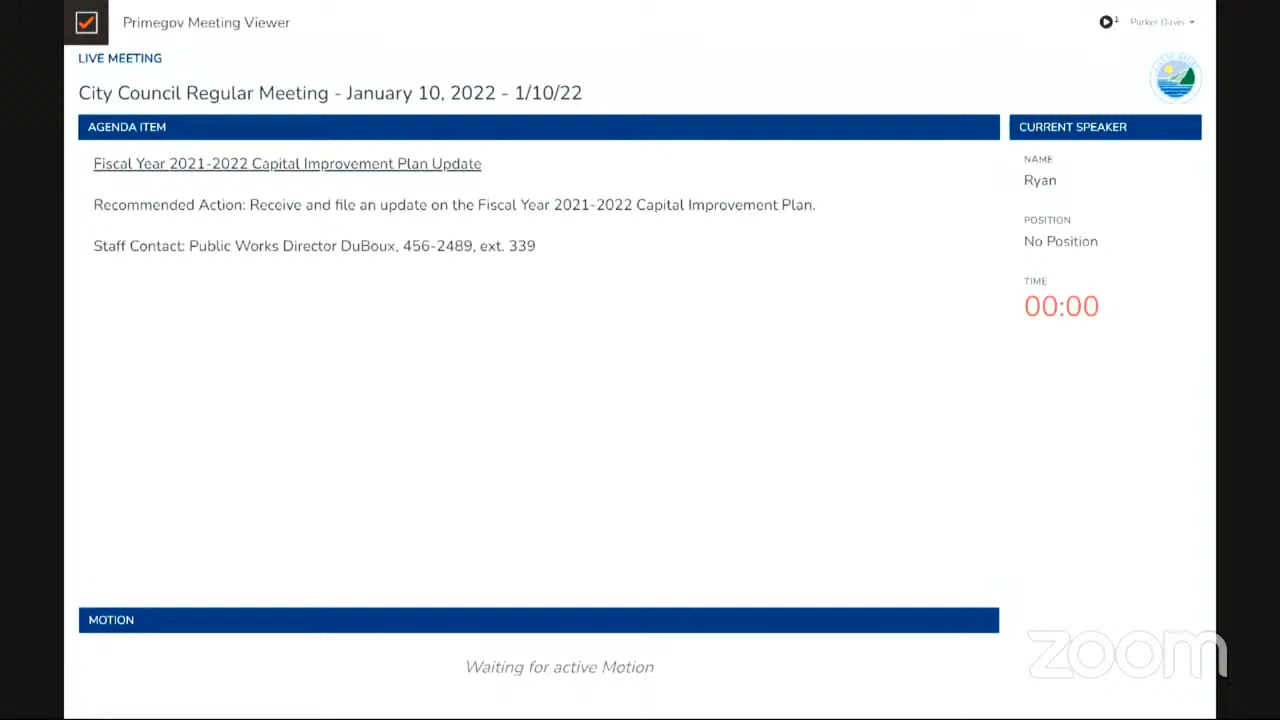 Primegov Meeting Viewer
1
Parker Davis
LIVE MEETING
City Council Regular Meeting - January 10, 2022 - 1/10/22
AGENDA ITEM
CURRENT SPEAKER
Fiscal Year 2021-2022 Capital Improvement Plan Update
Recommended Action: Receive and file an update on the Fiscal Year 2021-2022 Capital Improvement Plan.
Staff Contact: Public Works Director DuBoux, 456-2489, ext. 339
NAME
Ryan
POSITION
No Position
TIME
00:00
MOTION
Waiting for active Motion
zoom